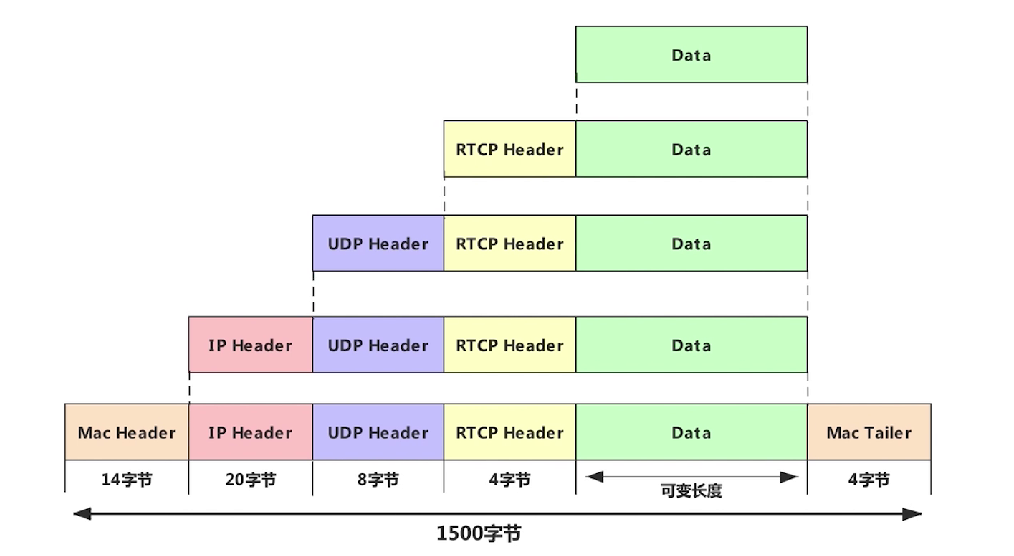 Data
RTCP Header Data
UDP Header RTCP Header Data
IP Header UDP Header RTCP Header Data
Mac Header IP Header UDP Header RTCP Header Data Mac Tailer
14字节 20字节 8字节 4字节 可变长度 4字节
1500字节